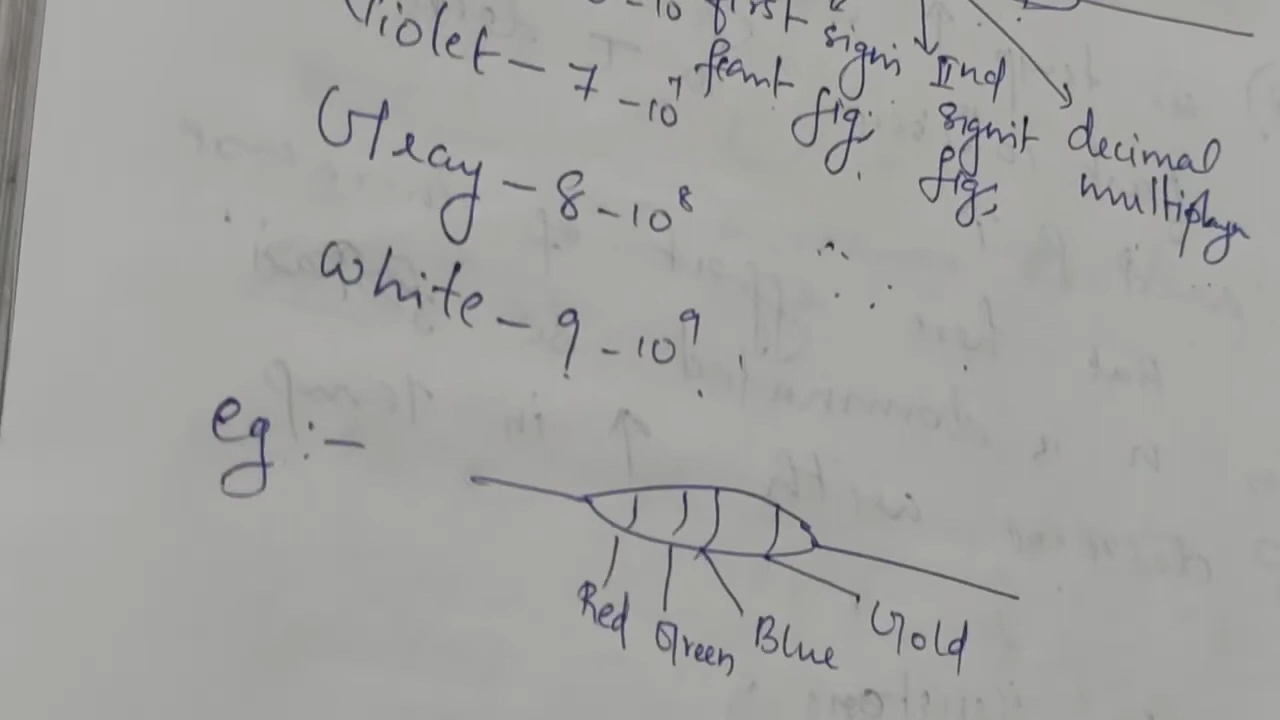 -10 first signi IInd decimal
Violet - 7 - 10⁷ ficant fig. signit multiplayer
Gray - 8 - 10⁸ fig,
White - 9 - 10⁹
eg :-
Red Green Blue Gold